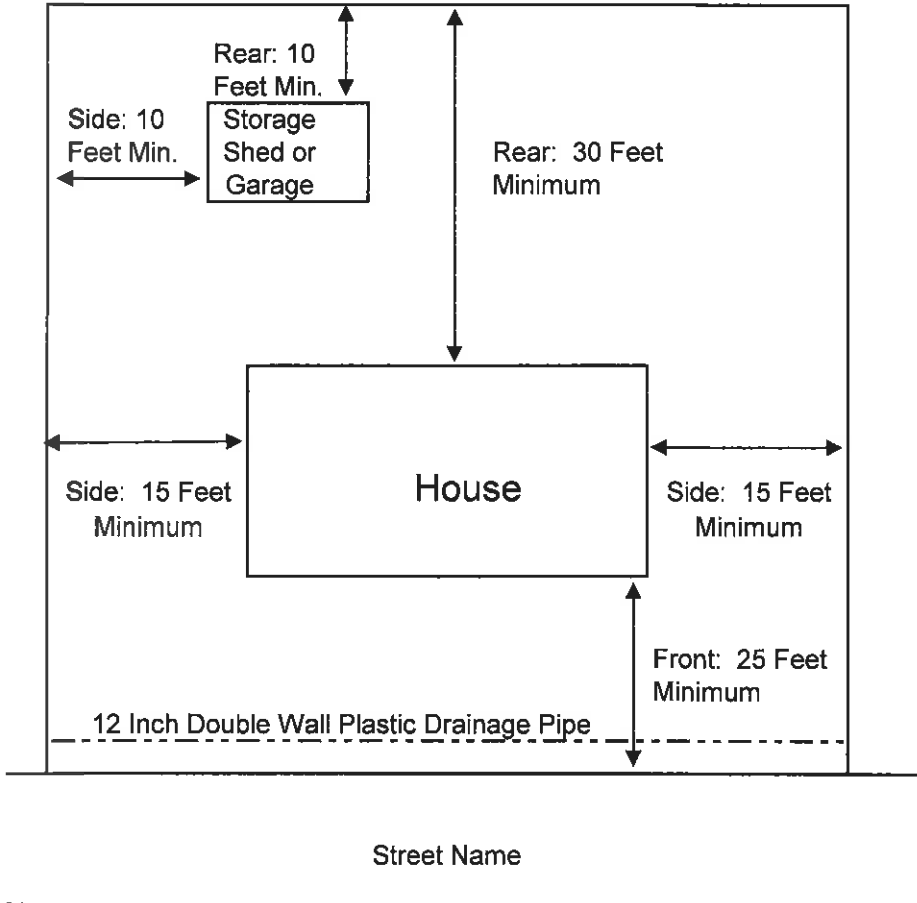 Rear: 10
Feet Min.
Side: 10
Feet Min.
Storage
Shed or
Garage
Rear: 30 Feet
Minimum
Side: 15 Feet
Minimum
House
Side: 15 Feet
Minimum
Front: 25 Feet
Minimum
12 Inch Double Wall Plastic Drainage Pipe
Street Name